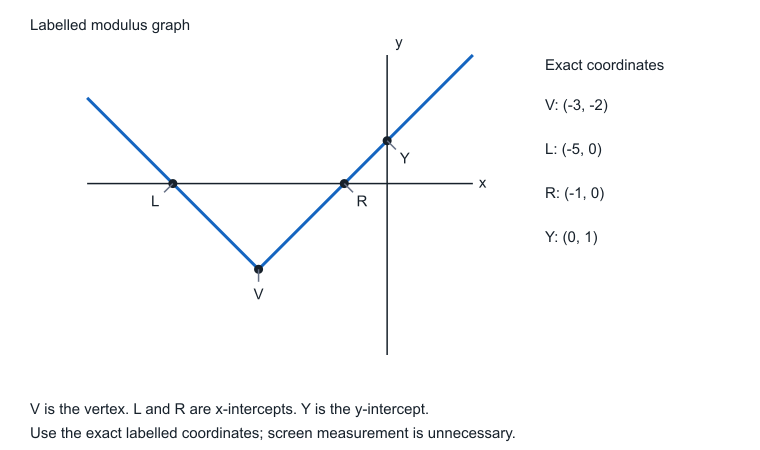 Labelled modulus graph
y
Exact coordinates
V: (-3, -2)
L: (-5, 0)
Y
x
R: (-1, 0)
L
R
Y: (0, 1)
V
V is the vertex. L and R are x-intercepts. Y is the y-intercept.
Use the exact labelled coordinates; screen measurement is unnecessary.